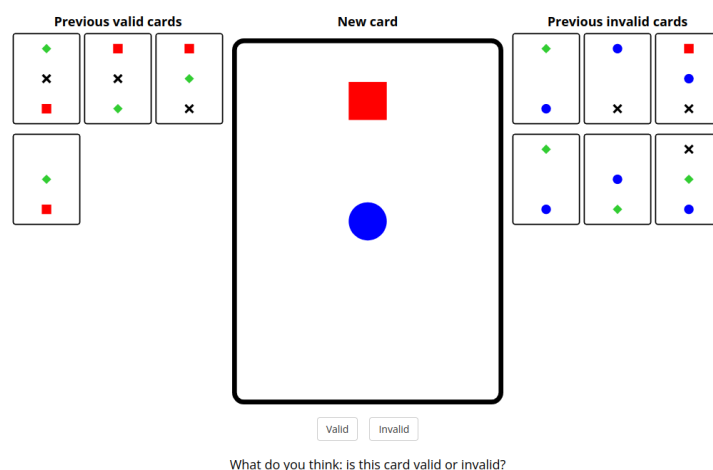 Previous valid cards
New card
Previous invalid cards
Valid
Invalid
What do you think: is this card valid or invalid?